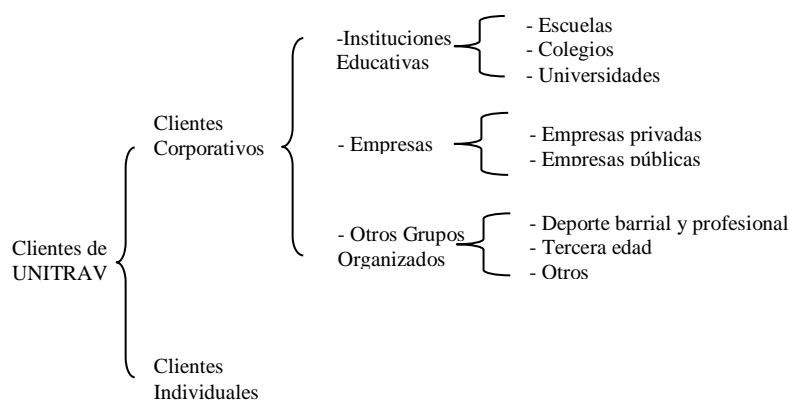 Clientes de
UNITRAV
Clientes
Corporativos
-Instituciones
Educativas
- Escuelas
- Colegios
- Universidades
- Empresas
- Empresas privadas
- Empresas públicas
- Otros Grupos
Organizados
- Deporte barrial y profesional
- Tercera edad
- Otros
Clientes
Individuales